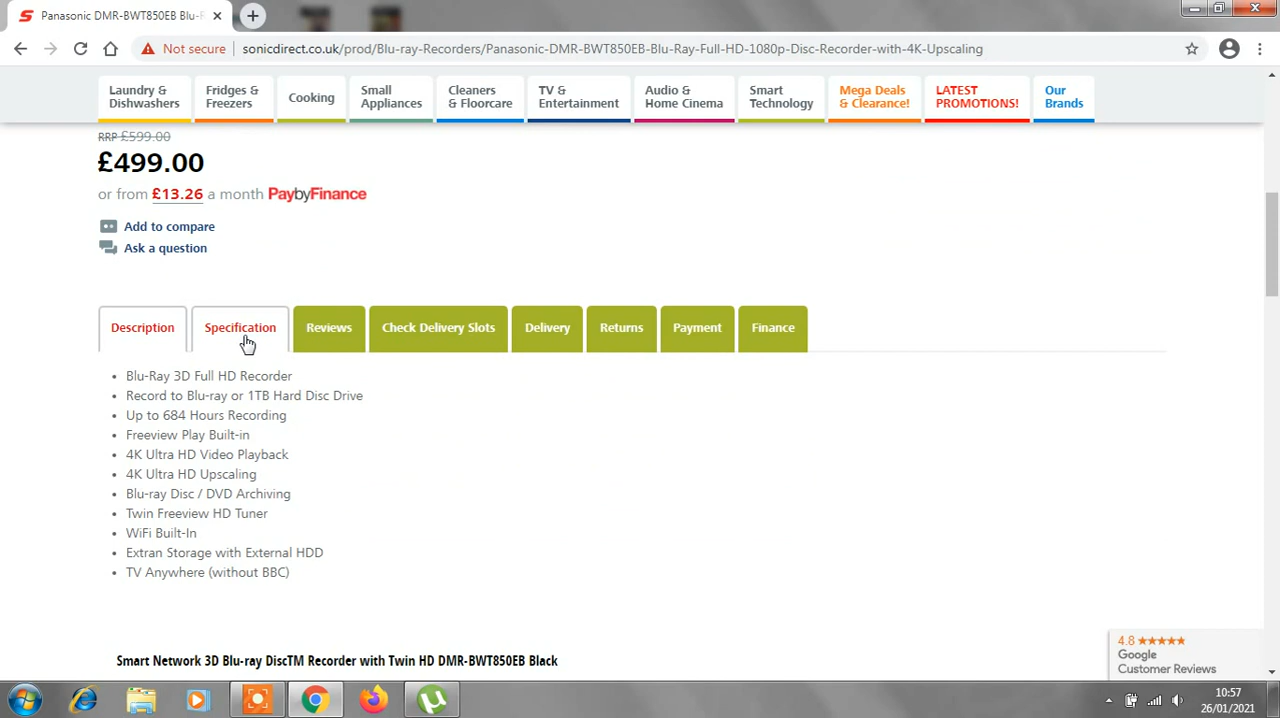 Panasonic DMR-BWT850EB Blu-R
Not secure
sonicdirect.co.uk/prod/Blu-ray-Recorders/Panasonic-DMR-BWT850EB-Blu-Ray-Full-HD-1080p-Disc-Recorder-with-4K-Upscaling
Laundry &
Dishwashers
Fridges &
Freezers
Cooking
Small
Appliances
Cleaners
& Floorcare
TV &
Entertainment
Audio &
Home Cinema
Smart
Technology
Mega Deals
& Clearance!
LATEST
PROMOTIONS!
Our
Brands
RRP £599.00
£499.00
or from £13.26 a month PaybyFinance
Add to compare
Ask a question
Description
Specification
Reviews
Check Delivery Slots
Delivery
Returns
Payment
Finance
Blu-Ray 3D Full HD Recorder
Record to Blu-ray or 1TB Hard Disc Drive
Up to 684 Hours Recording
Freeview Play Built-in
4K Ultra HD Video Playback
4K Ultra HD Upscaling
Blu-ray Disc / DVD Archiving
Twin Freeview HD Tuner
WiFi Built-In
Extran Storage with External HDD
TV Anywhere (without BBC)
Smart Network 3D Blu-ray DiscTM Recorder with Twin HD DMR-BWT850EB Black
4.8 ★★★★★
Google
Customer Reviews
10:57
26/01/2021